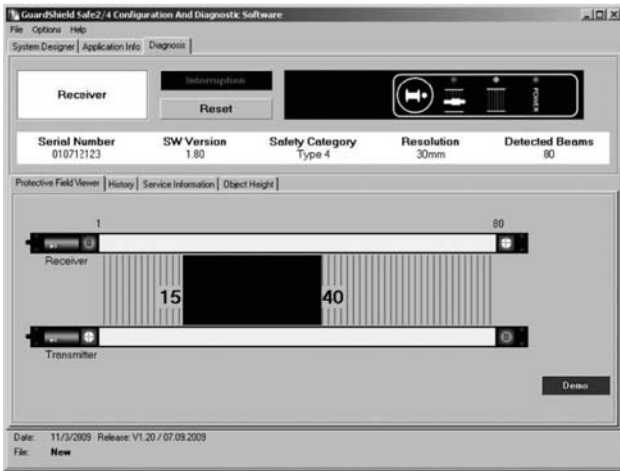 GuardShield Safe2/4 Configuration And Diagnostic Software
File Options Help
System Designer Application Info Diagnosis
Receiver
Interruption
Reset
POWER
Serial Number SW Version Safety Category Resolution Detected Beams
010712123 1.80 Type 4 30mm 80
Protective Field Viewer History Service Information Object Height
1 80
Receiver
15 40
Transmitter
Demo
Date: 11/3/2009 Release: V1.20 / 07.09.2009
File: New